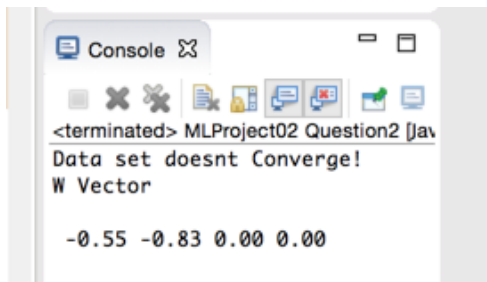 Console
<terminated> MLProject02 Question2 [Jav
Data set doesnt Converge!
W Vector
-0.55 -0.83 0.00 0.00